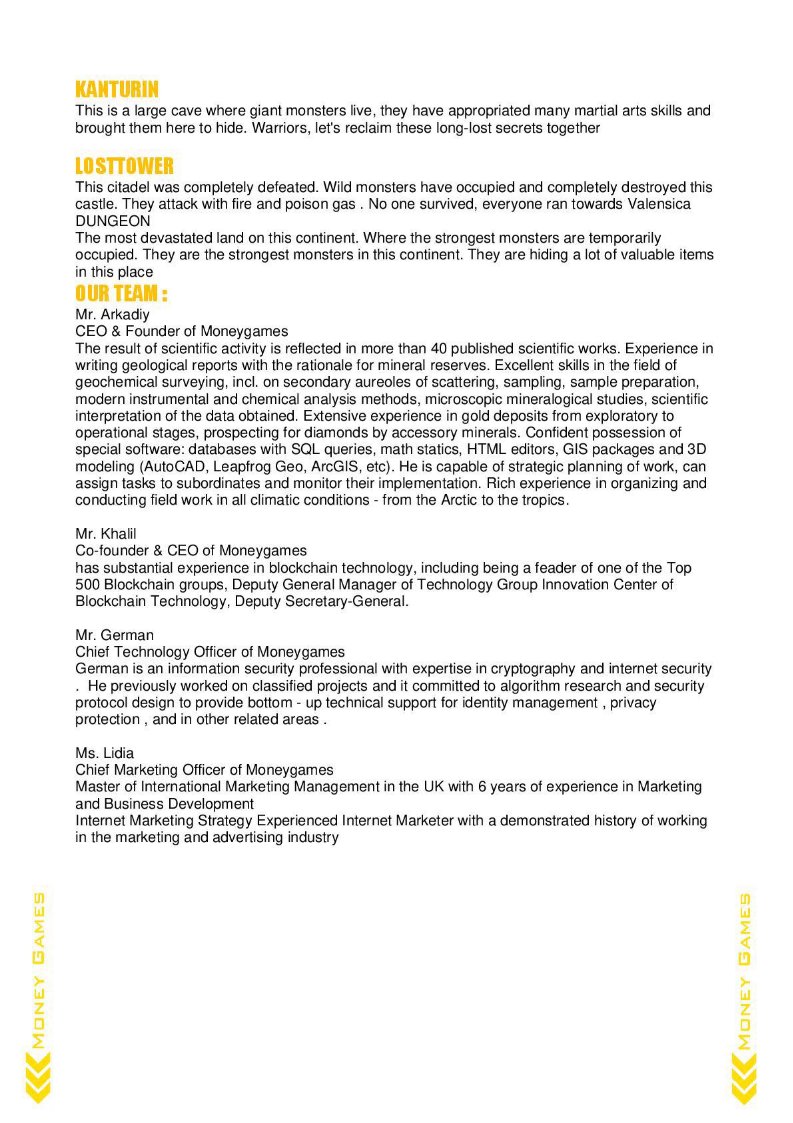 KANTURIN
This is a large cave where giant monsters live, they have appropriated many martial arts skills and
brought them here to hide. Warriors, let's reclaim these long-lost secrets together
LOSTTOWER
This citadel was completely defeated. Wild monsters have occupied and completely destroyed this
castle. They attack with fire and poison gas . No one survived, everyone ran towards Valensica
DUNGEON
The most devastated land on this continent. Where the strongest monsters are temporarily
occupied. They are the strongest monsters in this continent. They are hiding a lot of valuable items
in this place
OUR TEAM :
Mr. Arkadiy
CEO & Founder of Moneygames
The result of scientific activity is reflected in more than 40 published scientific works. Experience in
writing geological reports with the rationale for mineral reserves. Excellent skills in the field of
geochemical surveying, incl. on secondary aureoles of scattering, sampling, sample preparation,
modern instrumental and chemical analysis methods, microscopic mineralogical studies, scientific
interpretation of the data obtained. Extensive experience in gold deposits from exploratory to
operational stages, prospecting for diamonds by accessory minerals. Confident possession of
special software: databases with SQL queries, math statics, HTML editors, GIS packages and 3D
modeling (AutoCAD, Leapfrog Geo, ArcGIS, etc). He is capable of strategic planning of work, can
assign tasks to subordinates and monitor their implementation. Rich experience in organizing and
conducting field work in all climatic conditions - from the Arctic to the tropics.
Mr. Khalil
Co-founder & CEO of Moneygames
has substantial experience in blockchain technology, including being a feader of one of the Top
500 Blockchain groups, Deputy General Manager of Technology Group Innovation Center of
Blockchain Technology, Deputy Secretary-General.
Mr. German
Chief Technology Officer of Moneygames
German is an information security professional with expertise in cryptography and internet security
. He previously worked on classified projects and it committed to algorithm research and security
protocol design to provide bottom - up technical support for identity management , privacy
protection , and in other related areas .
Ms. Lidia
Chief Marketing Officer of Moneygames
Master of International Marketing Management in the UK with 6 years of experience in Marketing
and Business Development
Internet Marketing Strategy Experienced Internet Marketer with a demonstrated history of working
in the marketing and advertising industry
MONEY GAMES
MONEY GAMES